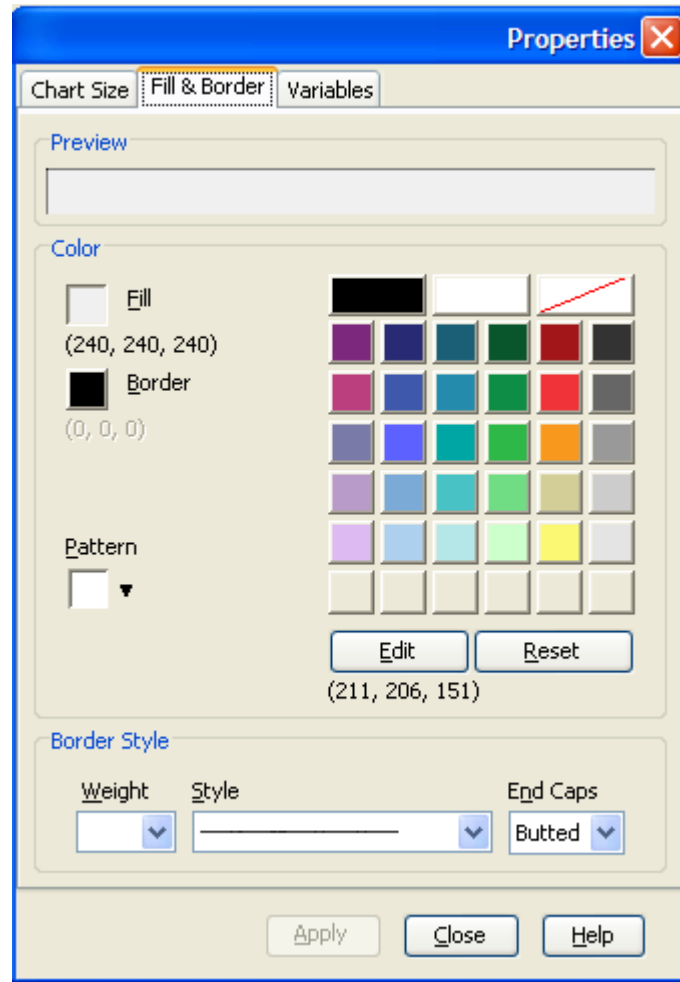 Properties
Chart Size Fill & Border Variables
Preview
Color
Fill
(240, 240, 240)
Border
(0, 0, 0)
Pattern
Edit Reset
(211, 206, 151)
Border Style
Weight Style End Caps
Butted
Apply Close Help